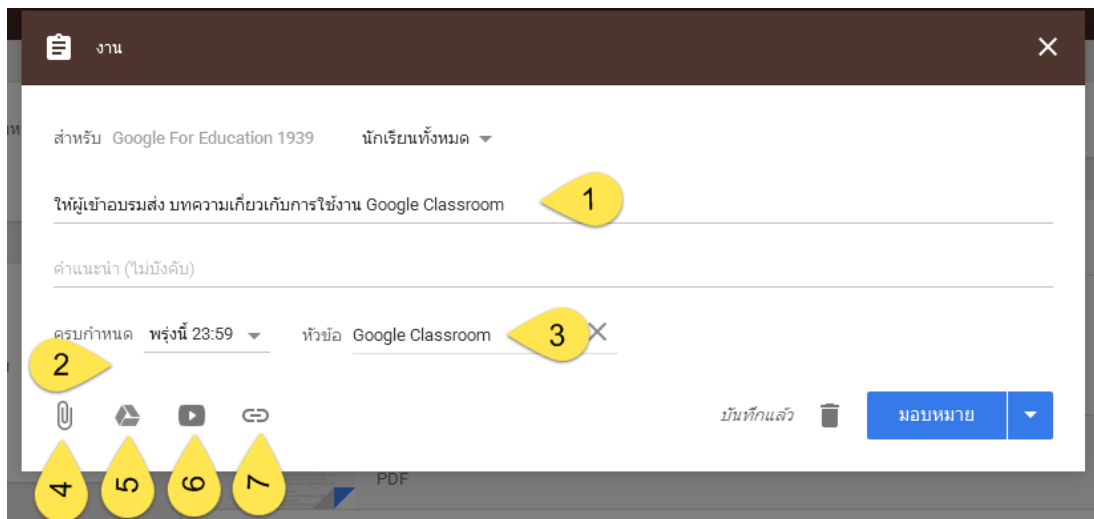 งาน
สำหรับ Google For Education 1939 นักเรียนทั้งหมด
ให้ผู้เข้าอบรมส่ง บทความเกี่ยวกับการใช้งาน Google Classroom 1
คำแนะนำ (ไม่บังคับ)
ครบกำหนด พรุ่งนี้ 23:59 หัวข้อ Google Classroom 3
2
บันทึกแล้ว มอบหมาย
4 5 6 7
PDF